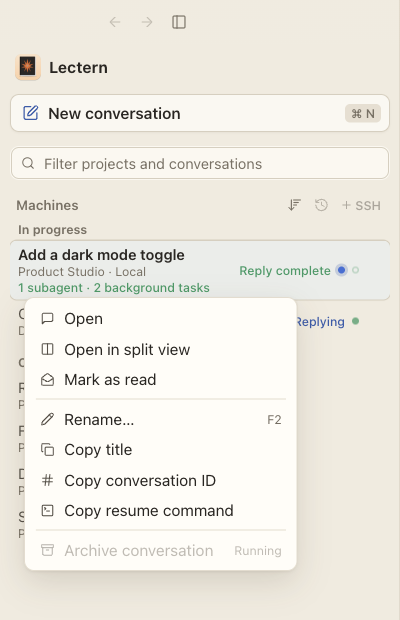 Lectern
New conversation
⌘ N
Filter projects and conversations
Machines
+ SSH
In progress
Add a dark mode toggle
Product Studio · Local
Reply complete
1 subagent · 2 background tasks
Replying
Open
Open in split view
Mark as read
Rename...
F2
Copy title
Copy conversation ID
Copy resume command
Archive conversation
Running